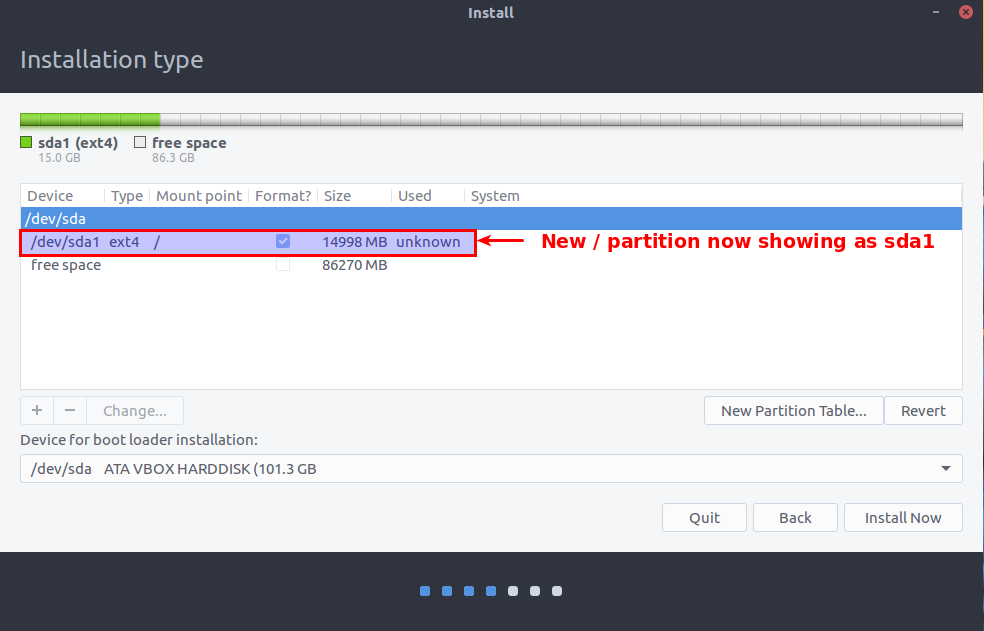 Install
Installation type
sda1 (ext4) free space
15.0 GB 86.3 GB
Device Type Mount point Format? Size Used System
/dev/sda
/dev/sda1 ext4 / 14998 MB unknown New / partition now showing as sda1
free space 86270 MB
+ − Change... New Partition Table... Revert
Device for boot loader installation:
/dev/sda ATA VBOX HARDDISK (101.3 GB
Quit Back Install Now